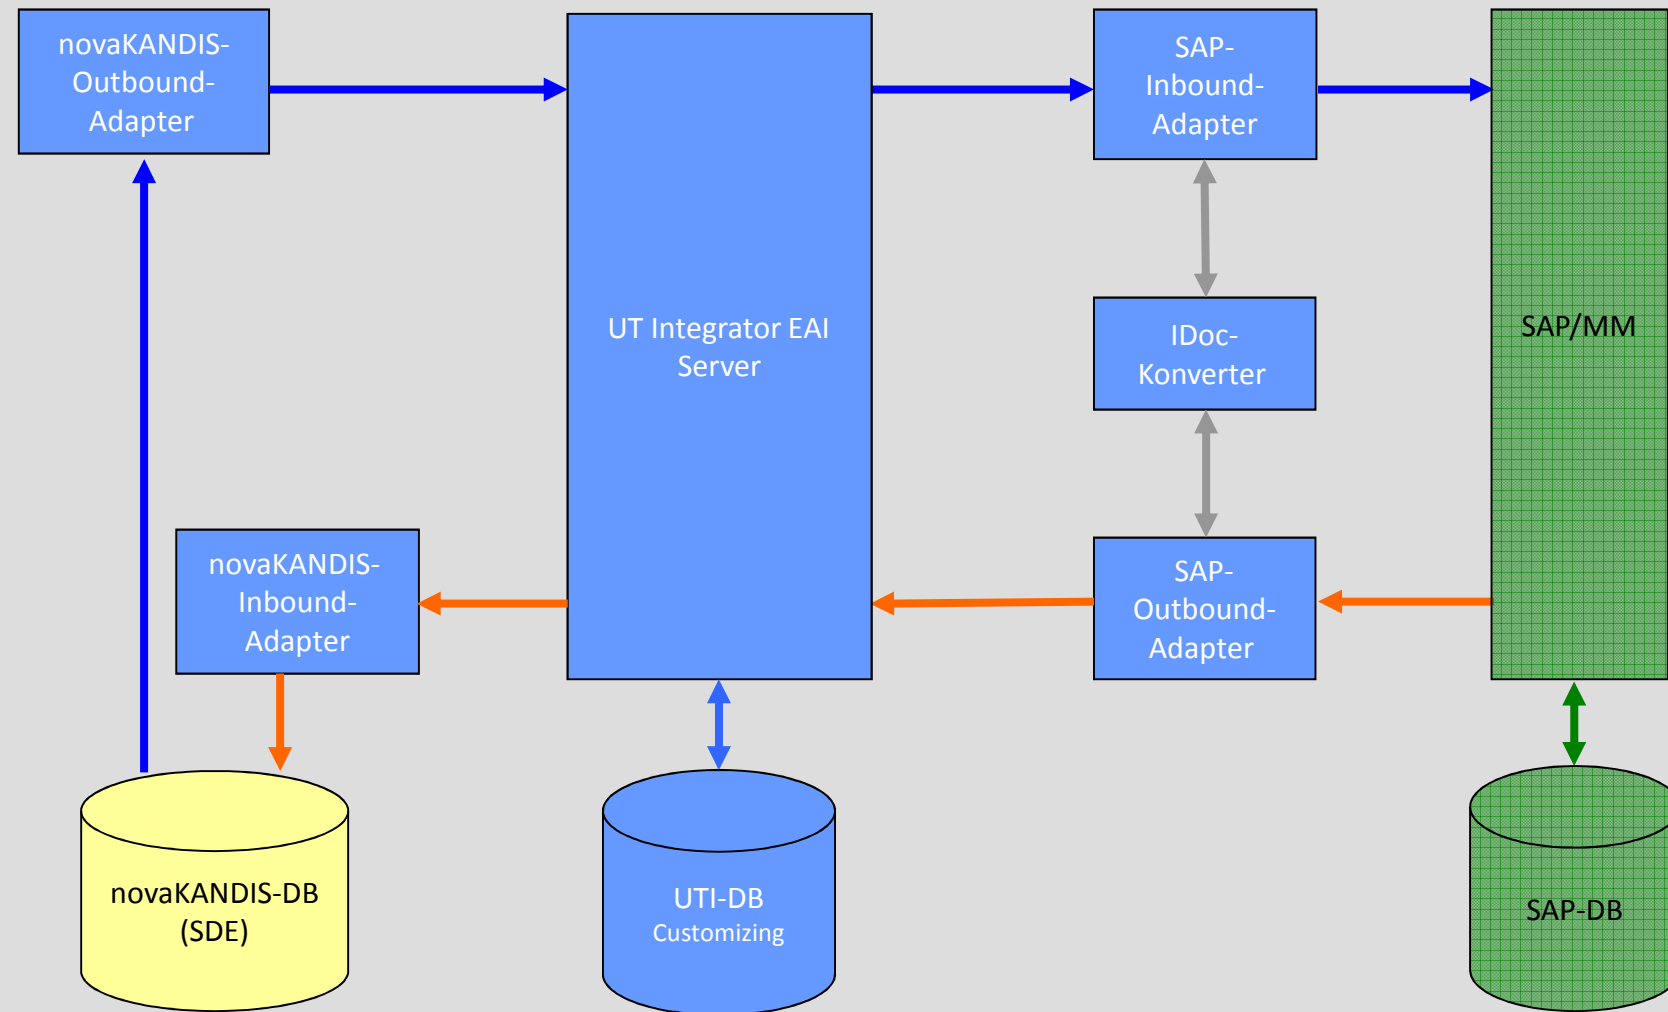 novaKANDIS-
Outbound-
Adapter
SAP-
Inbound-
Adapter
UT Integrator EAI
Server
IDoc-
Konverter
SAP/MM
novaKANDIS-
Inbound-
Adapter
SAP-
Outbound-
Adapter
novaKANDIS-DB
(SDE)
UTI-DB
Customizing
SAP-DB